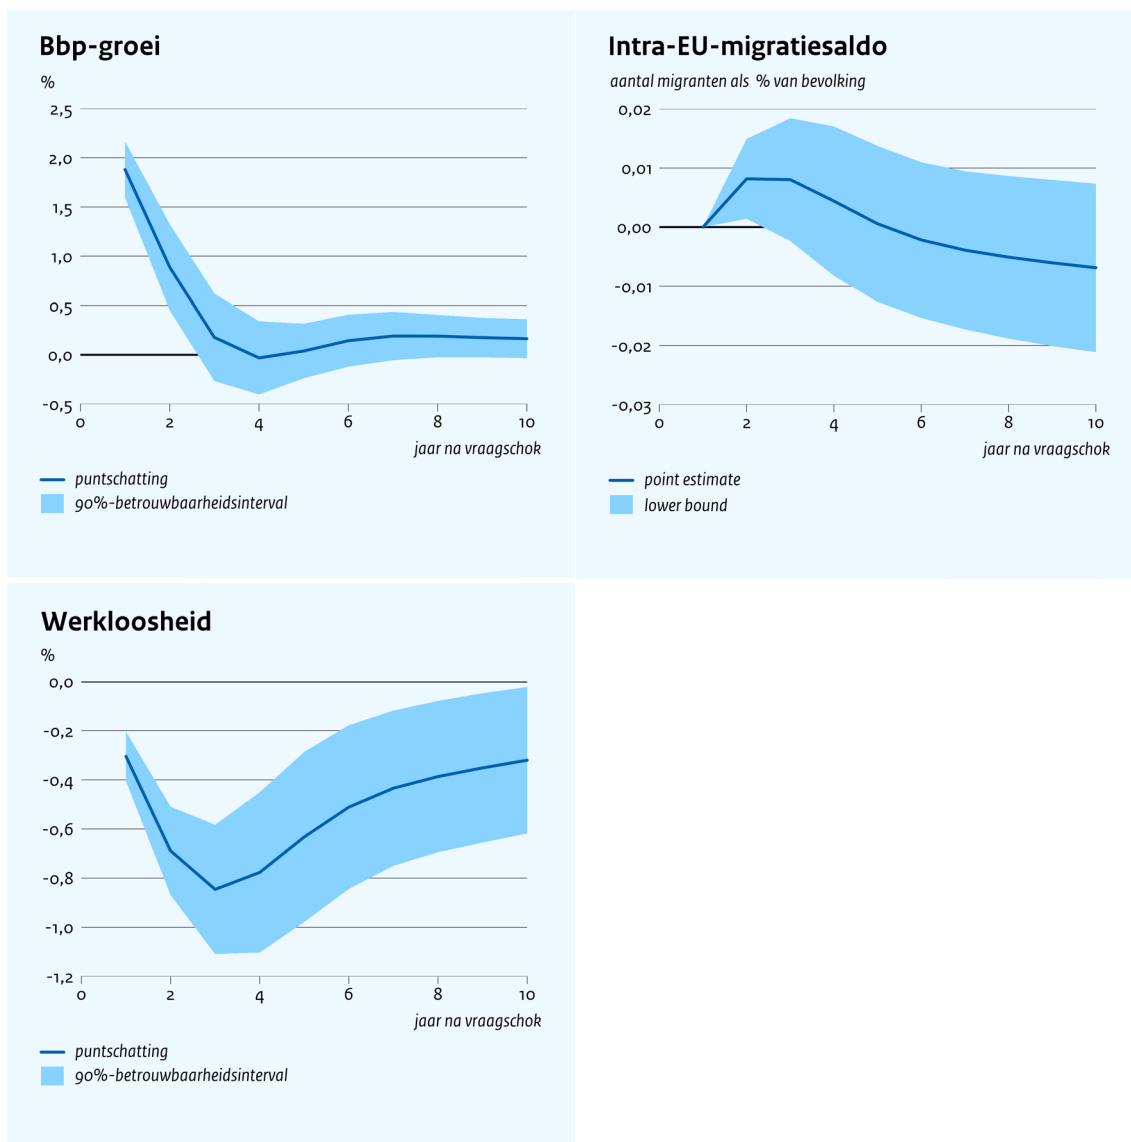 Bbp-groei
%
2,5
2,0
1,5
1,0
0,5
0,0
-0,5
0 2 4 6 8 10
jaar na vraagschok
puntschatting
90%-betrouwbaarheidsinterval
Intra-EU-migratiesaldo
aantal migranten als % van bevolking
0,02
0,01
0,00
-0,01
-0,02
-0,03
0 2 4 6 8 10
jaar na vraagschok
point estimate
lower bound
Werkloosheid
%
0,0
-0,2
-0,4
-0,6
-0,8
-1,0
-1,2
0 2 4 6 8 10
jaar na vraagschok
puntschatting
90%-betrouwbaarheidsinterval